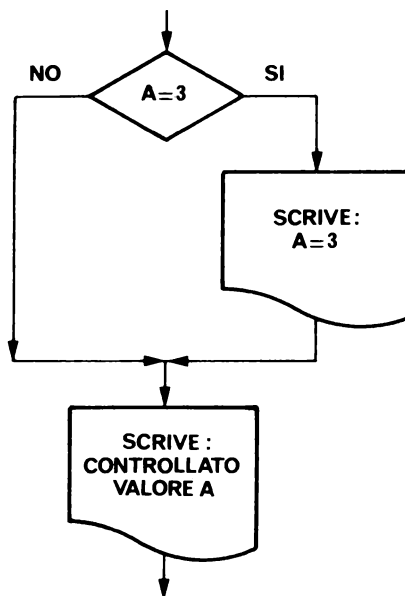 NO
SI
A=3
SCRIVE:
A=3
SCRIVE:
CONTROLLATO
VALORE A